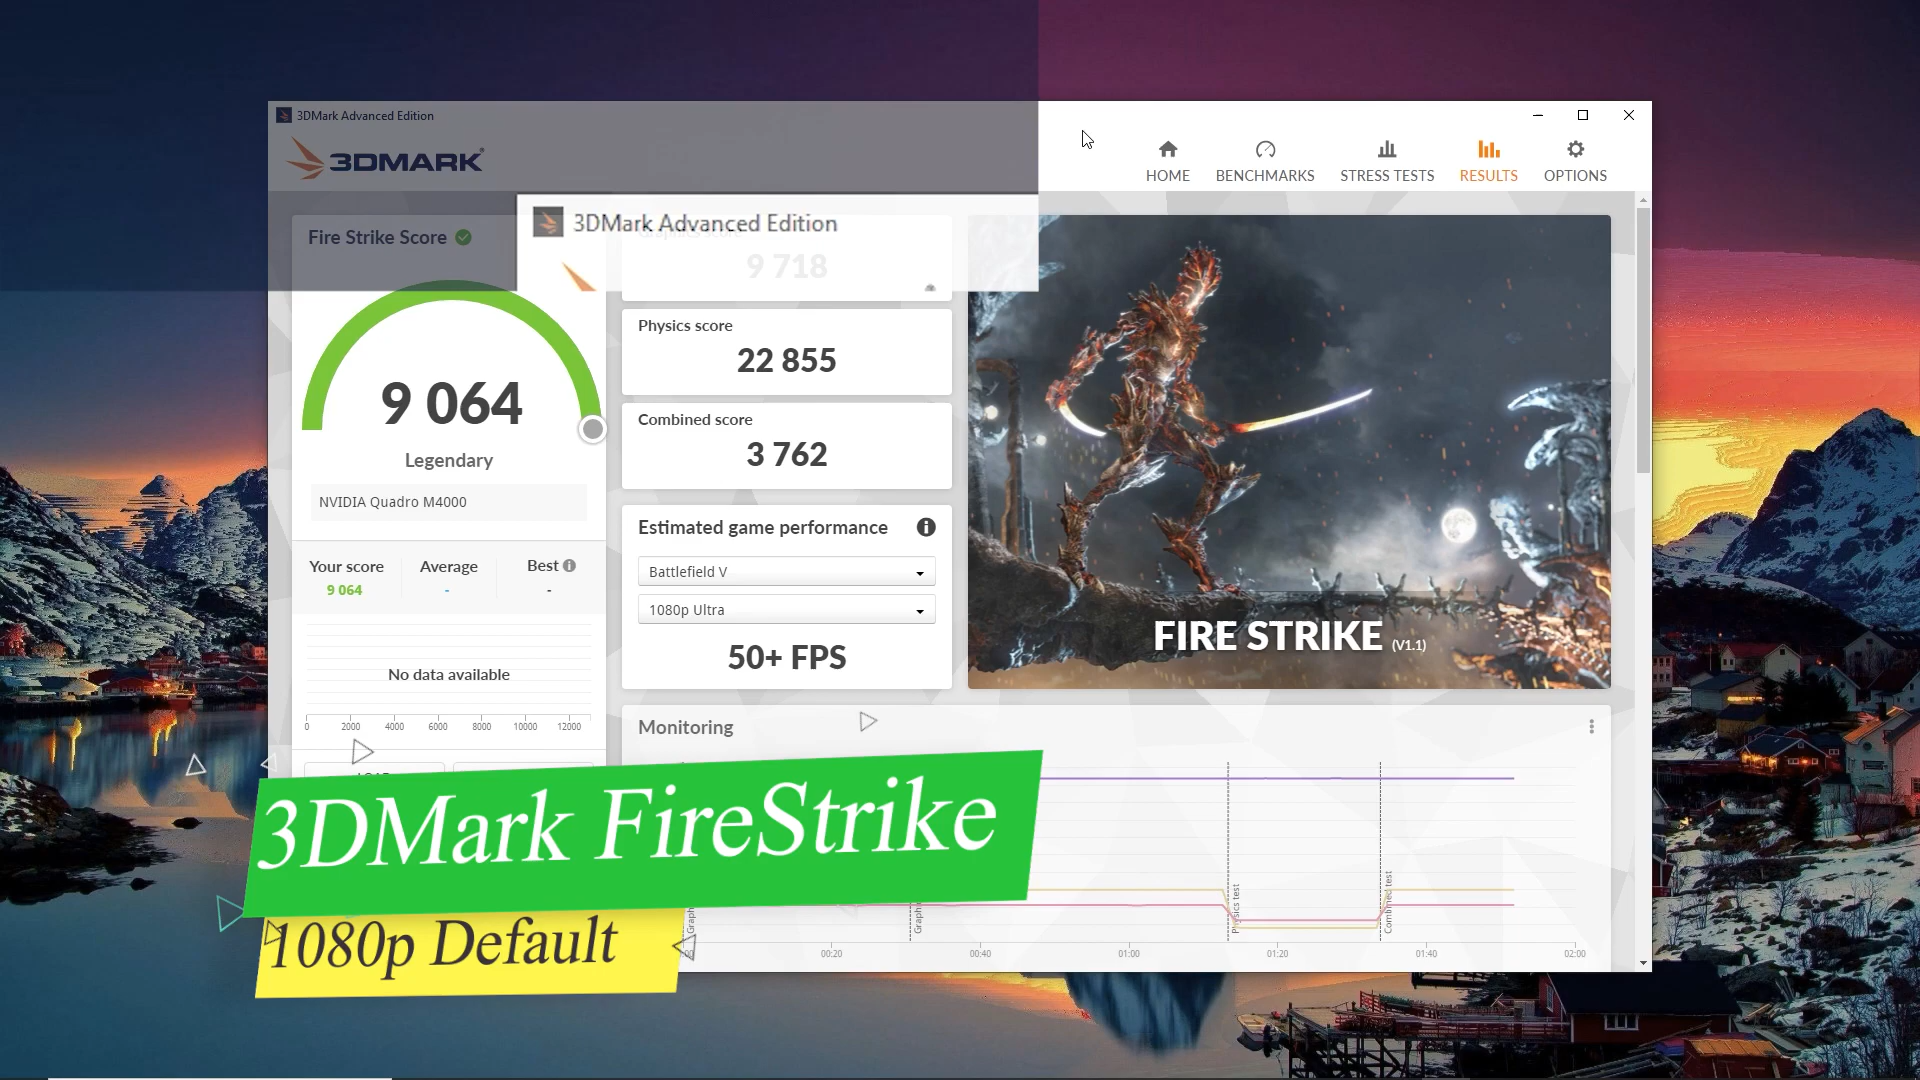 3DMark Advanced Edition
3DMARK
HOME
BENCHMARKS
STRESS TESTS
RESULTS
OPTIONS
3DMark Advanced Edition
Fire Strike Score
9 064
Legendary
NVIDIA Quadro M4000
Your score
Average
Best
9 064
-
-
No data available
0 2000 4000 6000 8000 10000 12000
9 718
Physics score
22 855
Combined score
3 762
Estimated game performance
Battlefield V
1080p Ultra
50+ FPS
FIRE STRIKE (V1.1)
Monitoring
Combined test
00:20 00:40 01:00 01:20 01:40 02:00
3DMark FireStrike
1080p Default